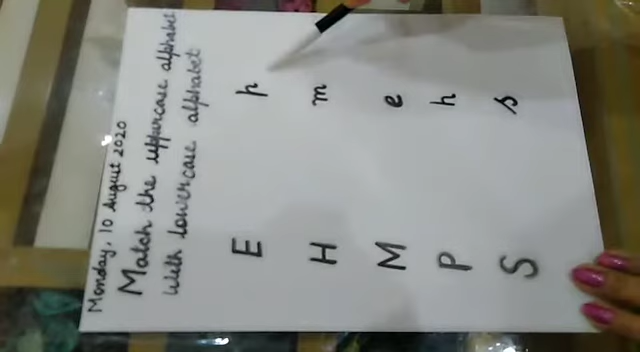 Monday, 10 August 2020
Match the uppercase alphabet
with lowercase alphabet
E p
H m
M e
P h
S s